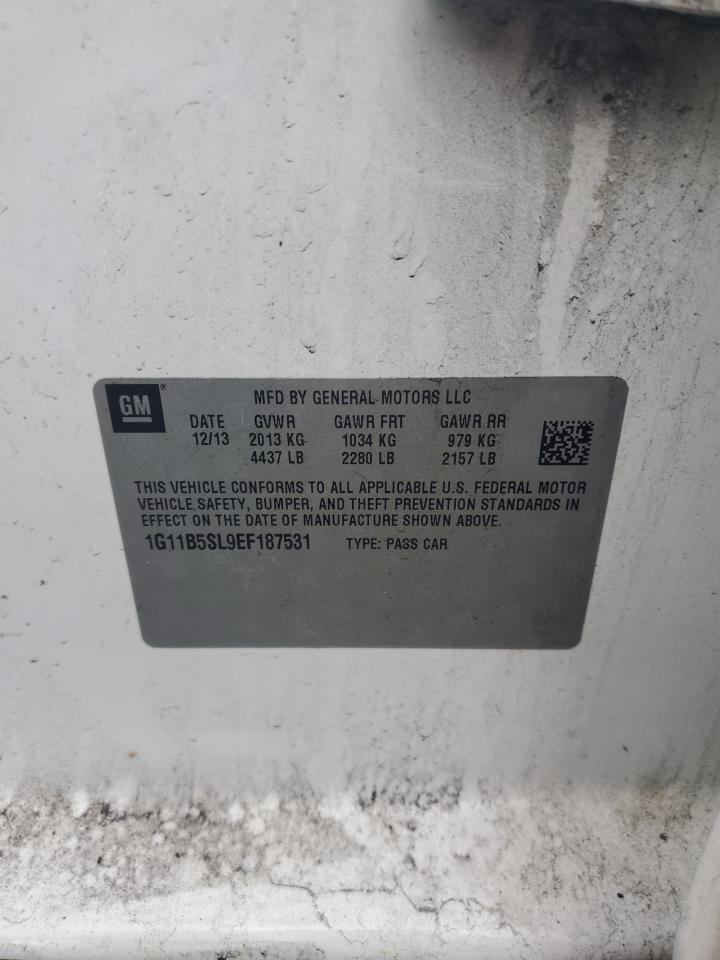 GM®
MFD BY GENERAL MOTORS LLC
DATE GVWR GAWR FRT GAWR RR
12/13 2013 KG 1034 KG 979 KG
4437 LB 2280 LB 2157 LB
THIS VEHICLE CONFORMS TO ALL APPLICABLE U.S. FEDERAL MOTOR
VEHICLE SAFETY, BUMPER, AND THEFT PREVENTION STANDARDS IN
EFFECT ON THE DATE OF MANUFACTURE SHOWN ABOVE.
1G11B5SL9EF187531 TYPE: PASS CAR